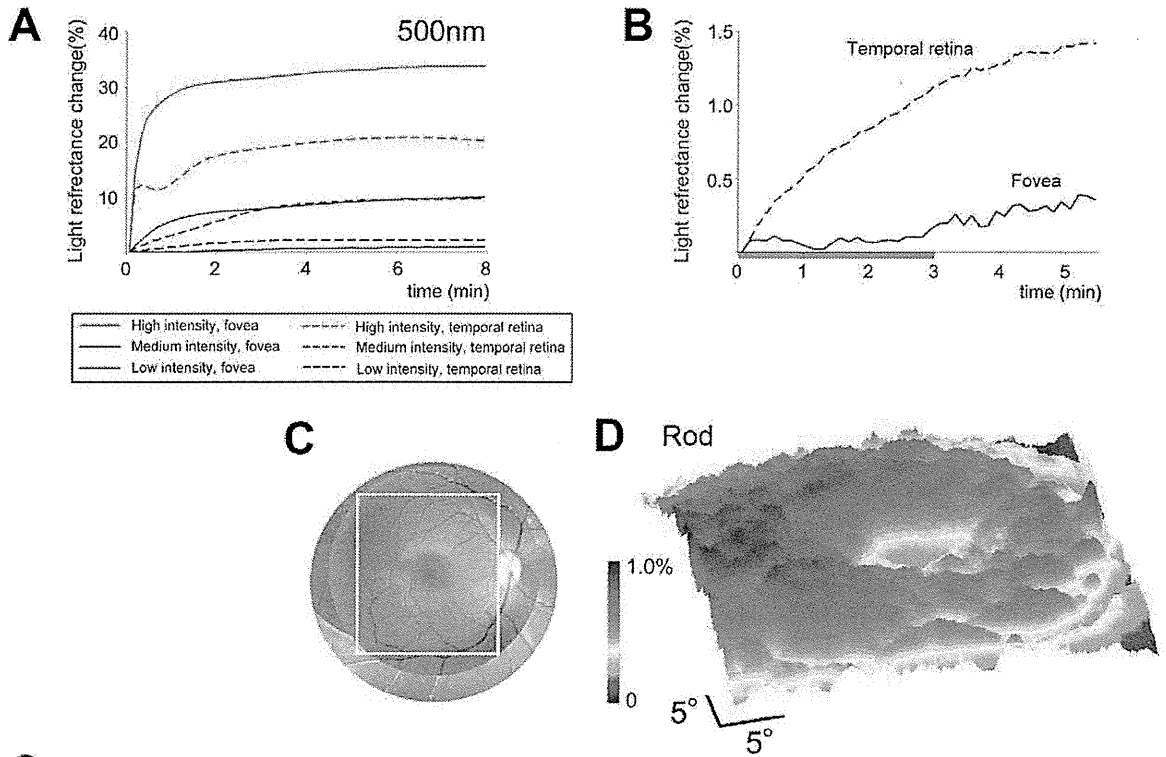 A
500nm
Light refrectance change(%)
40
30
20
10
0
2
4
6
8
time (min)
High intensity, fovea
High intensity, temporal retina
Medium intensity, fovea
Medium intensity, temporal retina
Low intensity, fovea
Low intensity, temporal retina
B
Light refrectance change(%)
1.5
1.0
0.5
Temporal retina
Fovea
0
1
2
3
4
5
time (min)
C
D
Rod
1.0%
0
5°
5°